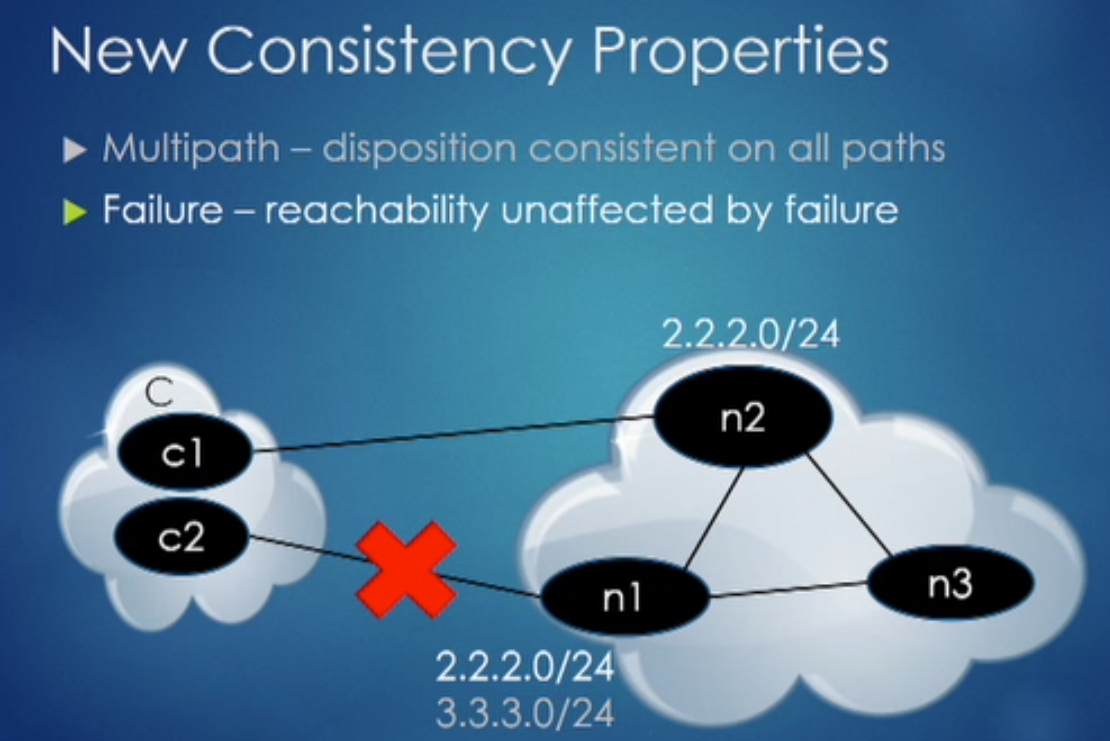 New Consistency Properties
Multipath – disposition consistent on all paths
Failure – reachability unaffected by failure
2.2.2.0/24
C
c1
n2
c2
n1
n3
2.2.2.0/24
3.3.3.0/24